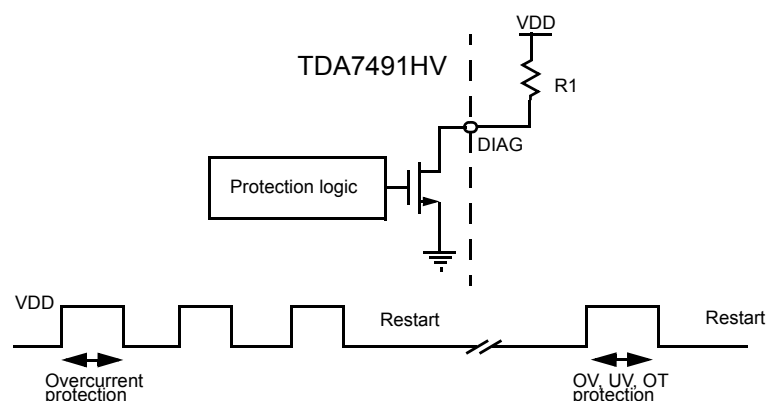 VDD
TDA7491HV
R1
DIAG
Protection logic
VDD
Restart
Restart
Overcurrent
protection
OV, UV, OT
protection